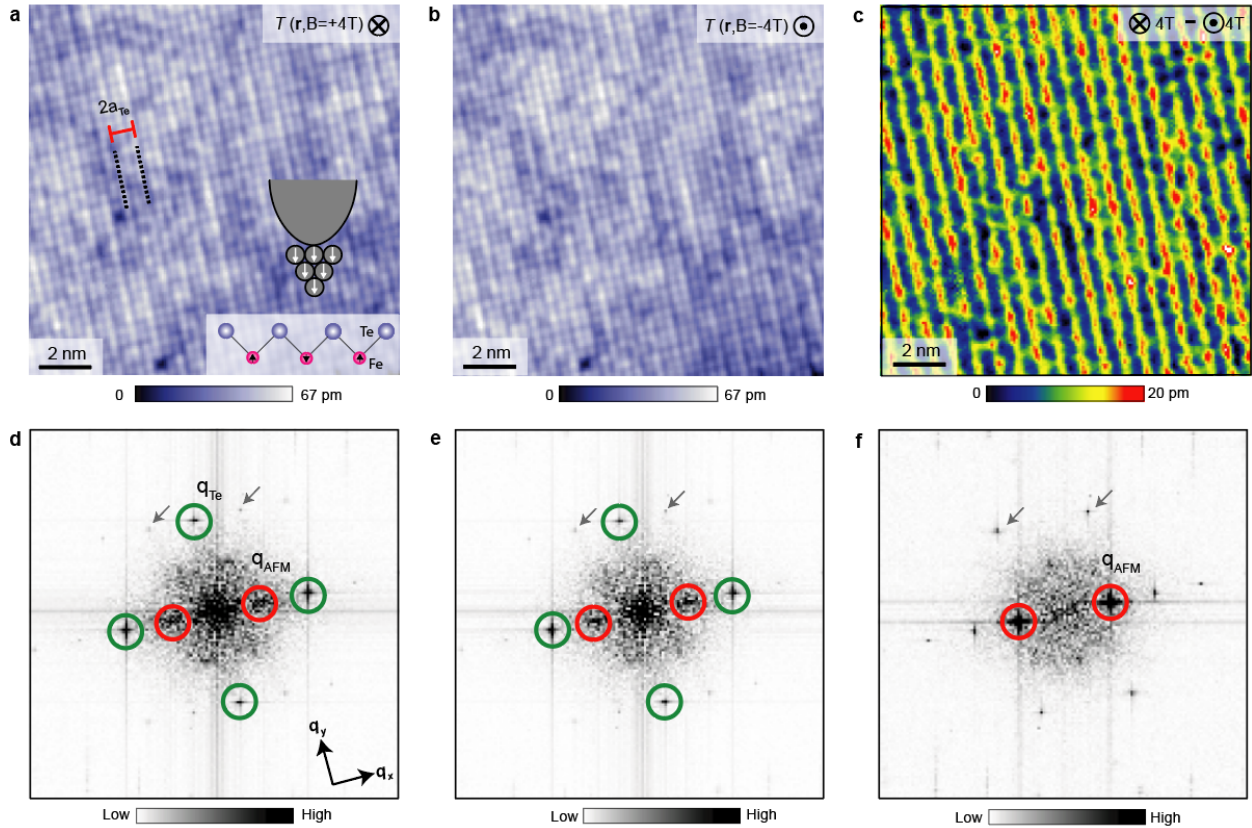 a
T (r,B=+4T)
2a_Te
Te
Fe
2 nm
0 67 pm
b
T (r,B=-4T)
2 nm
0 67 pm
c
4T - 4T
2 nm
0 20 pm
d
q_Te
q_AFM
q_y
q_x
Low High
e
Low High
f
q_AFM
Low High